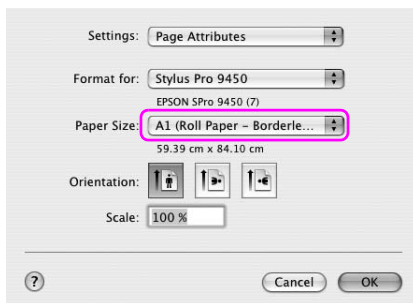 Settings: Page Attributes
Format for: Stylus Pro 9450
EPSON SPro 9450 (7)
Paper Size: A1 (Roll Paper – Borderle...
59.39 cm x 84.10 cm
Orientation:
Scale: 100 %
? Cancel OK